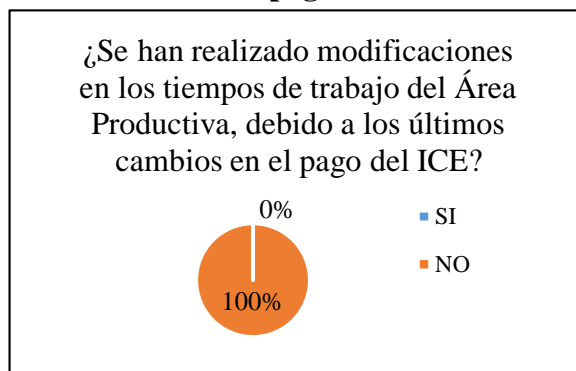 ¿Se han realizado modificaciones
en los tiempos de trabajo del Área
Productiva, debido a los últimos
cambios en el pago del ICE?
0%
SI
NO
100%